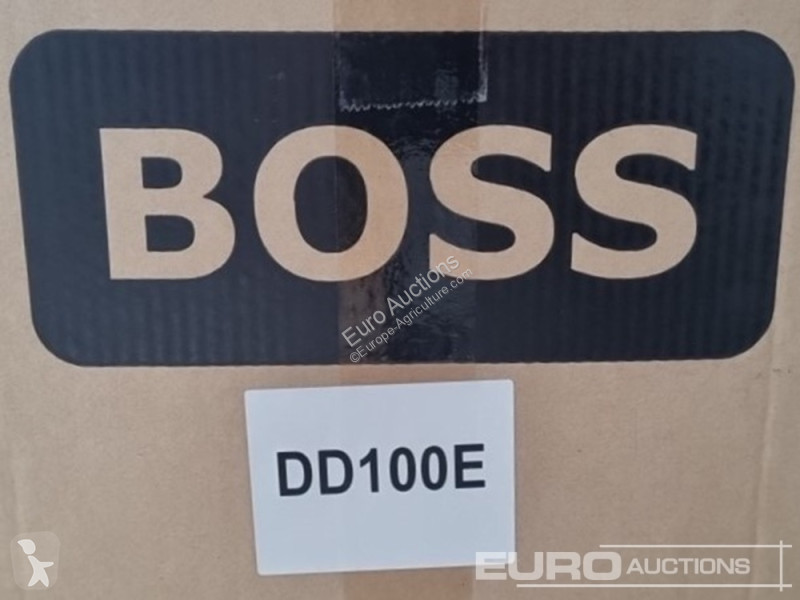 BOSS
Euro Auctions
©Europe-Agriculture.com
DD100E
EURO AUCTIONS